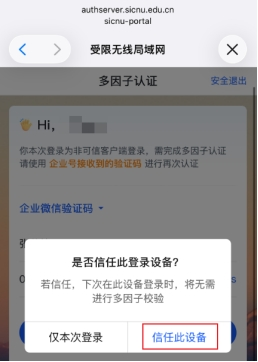 authserver.sicnu.edu.cn
sicnu-portal
受限无线局域网
多因子认证
安全退出
Hi,
你本次登录为非可信客户端登录，需完成多因子认证
请使用 企业号接收到的验证码 进行再次认证
企业微信验证码
是否信任此登录设备?
若信任，下次在此设备登录时，将无需
进行多因子校验
仅本次登录
信任此设备